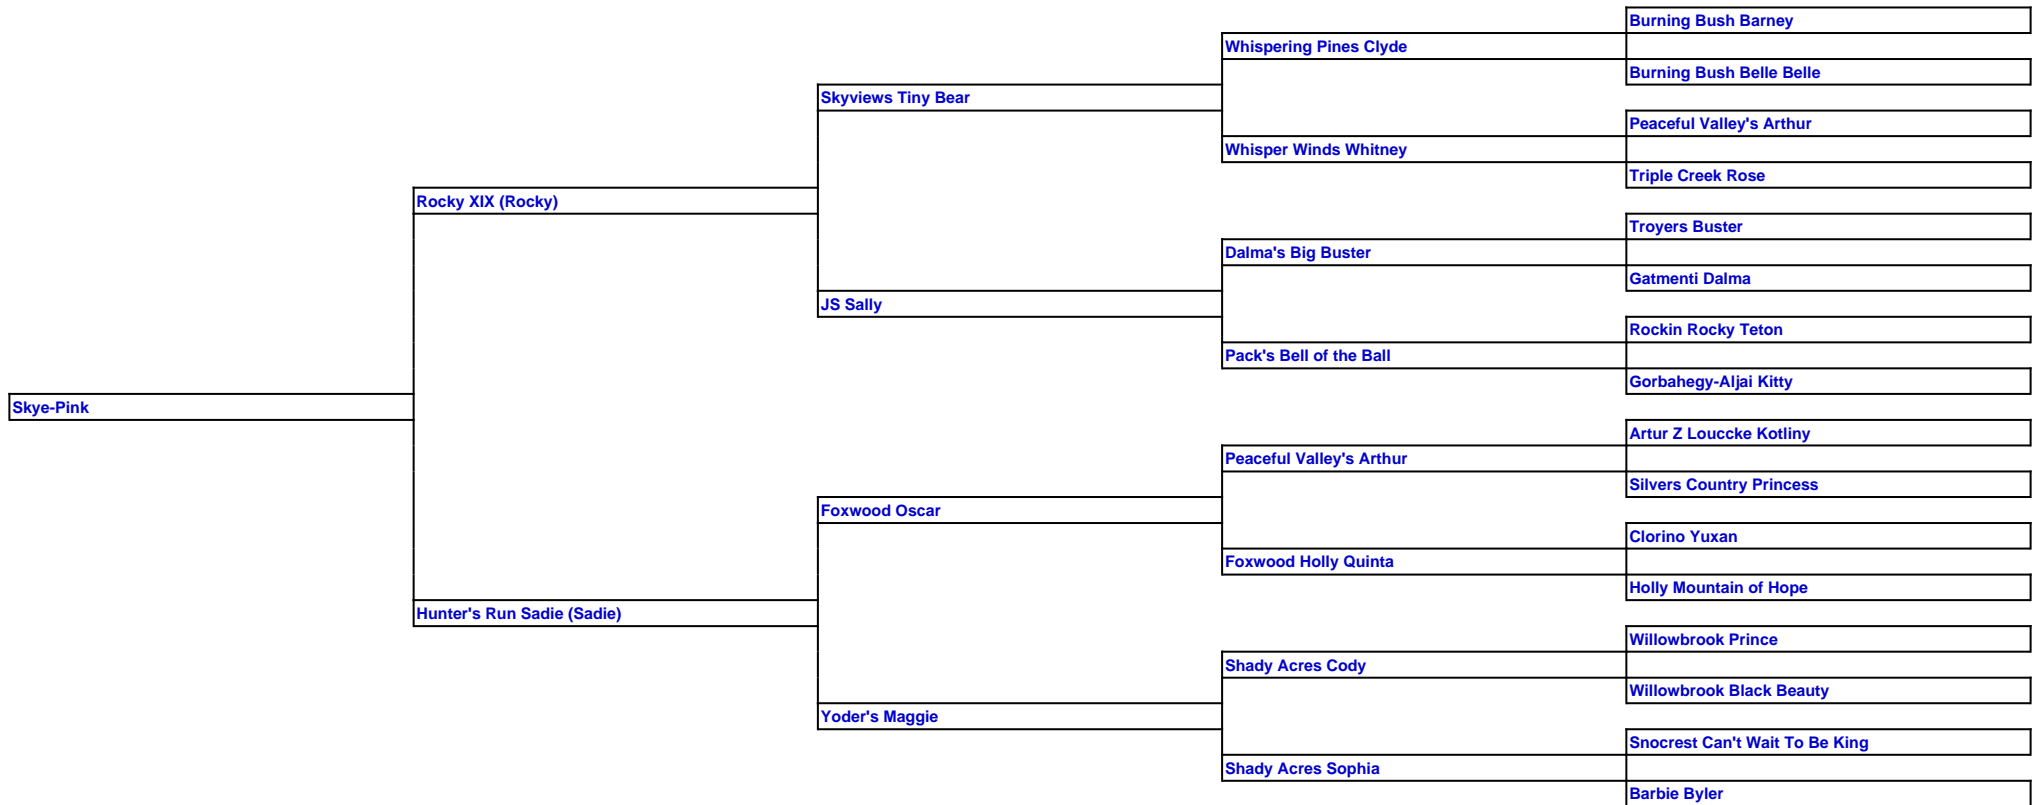 Burning Bush Barney
Whispering Pines Clyde
Burning Bush Belle Belle
Skyviews Tiny Bear
Peaceful Valley's Arthur
Whisper Winds Whitney
Triple Creek Rose
Rocky XIX (Rocky)
Troyers Buster
Dalma's Big Buster
Gatmenti Dalma
JS Sally
Rockin Rocky Teton
Pack's Bell of the Ball
Gorbahegy-Aljai Kitty
Skye-Pink
Artur Z Louccke Kotliny
Peaceful Valley's Arthur
Silvers Country Princess
Foxwood Oscar
Clorino Yuxan
Foxwood Holly Quinta
Holly Mountain of Hope
Hunter's Run Sadie (Sadie)
Willowbrook Prince
Shady Acres Cody
Willowbrook Black Beauty
Yoder's Maggie
Snocrest Can't Wait To Be King
Shady Acres Sophia
Barbie Byler